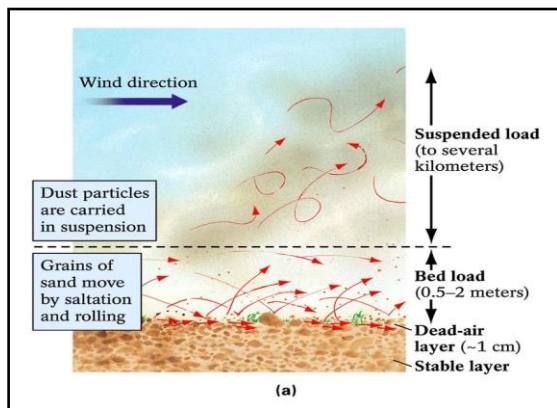 Wind direction
Suspended load
(to several
kilometers)
Dust particles
are carried
in suspension
Grains of
sand move
by saltation
and rolling
Bed load
(0.5–2 meters)
Dead-air
layer (~1 cm)
Stable layer
(a)